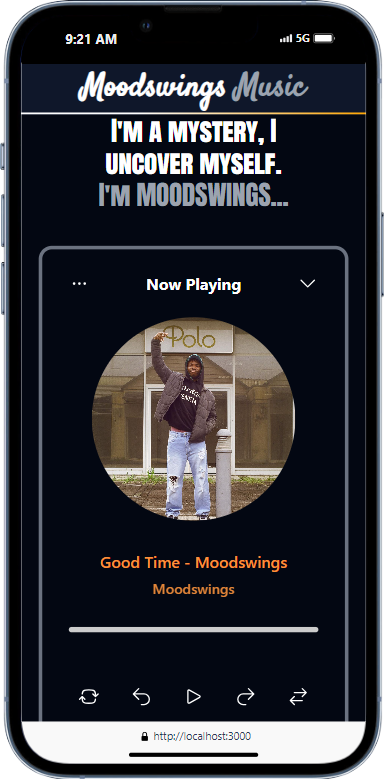 9:21 AM
5G
Moodswings Music
I'M A MYSTERY, I
UNCOVER MYSELF.
I'M MOODSWINGS...
Now Playing
Polo
Good Time - Moodswings
Moodswings
http://localhost:3000